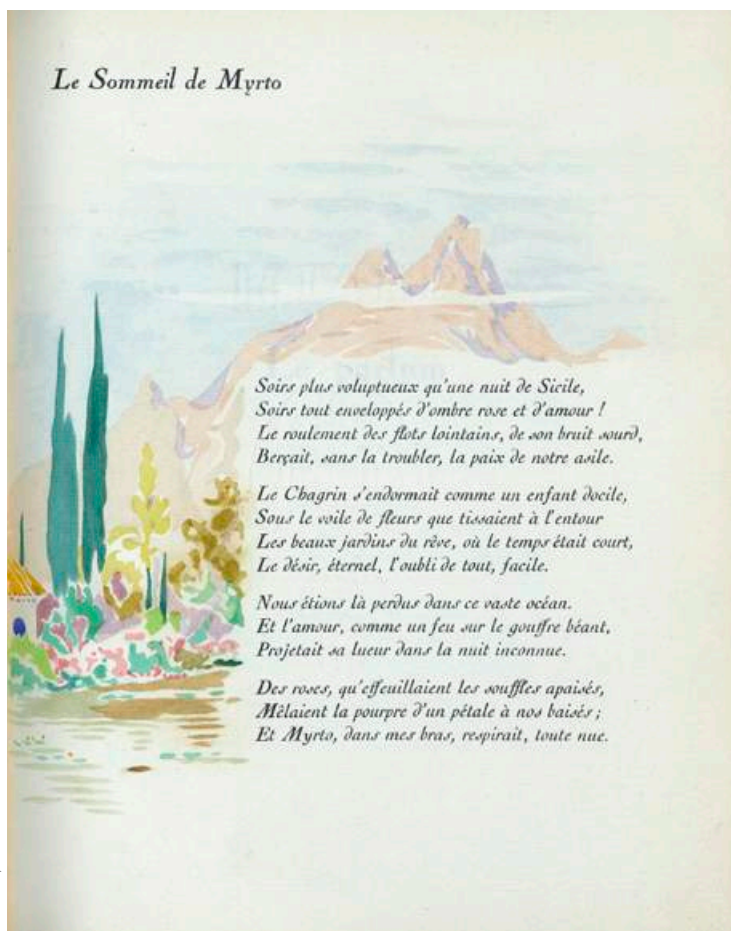 Le Sommeil de Myrto
Soirs plus voluptueux qu'une nuit de Sicile,
Soirs tout enveloppés d'ombre rose et d'amour !
Le roulement des flots lointains, de son bruit sourd,
Berçait, sans la troubler, la paix de notre asile.
Le Chagrin s'endormait comme un enfant docile,
Sous le voile de fleurs que tissaient à l'entour
Les beaux jardins du rêve, où le temps était court,
Le désir, éternel, l'oubli de tout, facile.
Nous étions là perdus dans ce vaste océan.
Et l'amour, comme un feu sur le gouffre béant,
Projetait sa lueur dans la nuit inconnue.
Des roses, qu'effeuillaient les souffles apaisés,
Mêlaient la pourpre d'un pétale à nos baisés ;
Et Myrto, dans mes bras, respirait, toute nue.